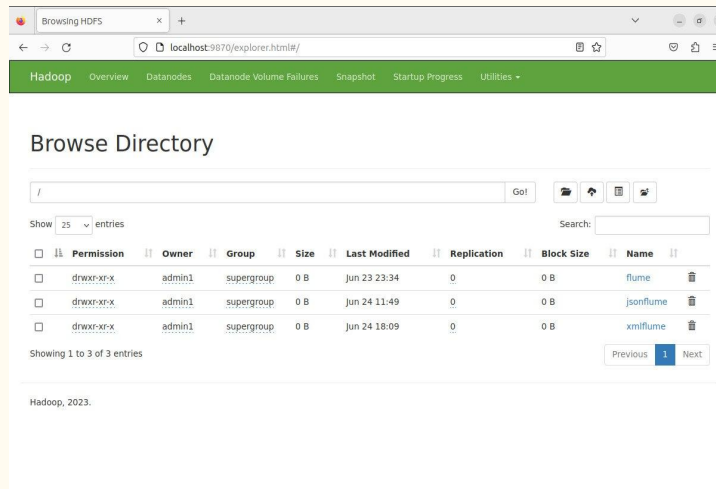 Browsing HDFS
localhost:9870/explorer.html#/
Hadoop Overview Datanodes Datanode Volume Failures Snapshot Startup Progress Utilities
Browse Directory
/ Go!
Show 25 entries Search:
Permission Owner Group Size Last Modified Replication Block Size Name
drwxr-xr-x admin1 supergroup 0 B Jun 23 23:34 0 0 B flume
drwxr-xr-x admin1 supergroup 0 B Jun 24 11:49 0 0 B jsonflume
drwxr-xr-x admin1 supergroup 0 B Jun 24 18:09 0 0 B xmlflume
Showing 1 to 3 of 3 entries Previous 1 Next
Hadoop, 2023.